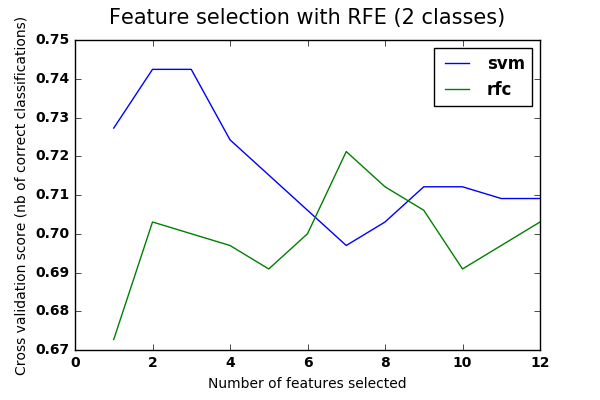 Feature selection with RFE (2 classes)
Cross validation score (nb of correct classifications)
0.75
0.74
0.73
0.72
0.71
0.70
0.69
0.68
0.67
svm
rfc
0 2 4 6 8 10 12
Number of features selected